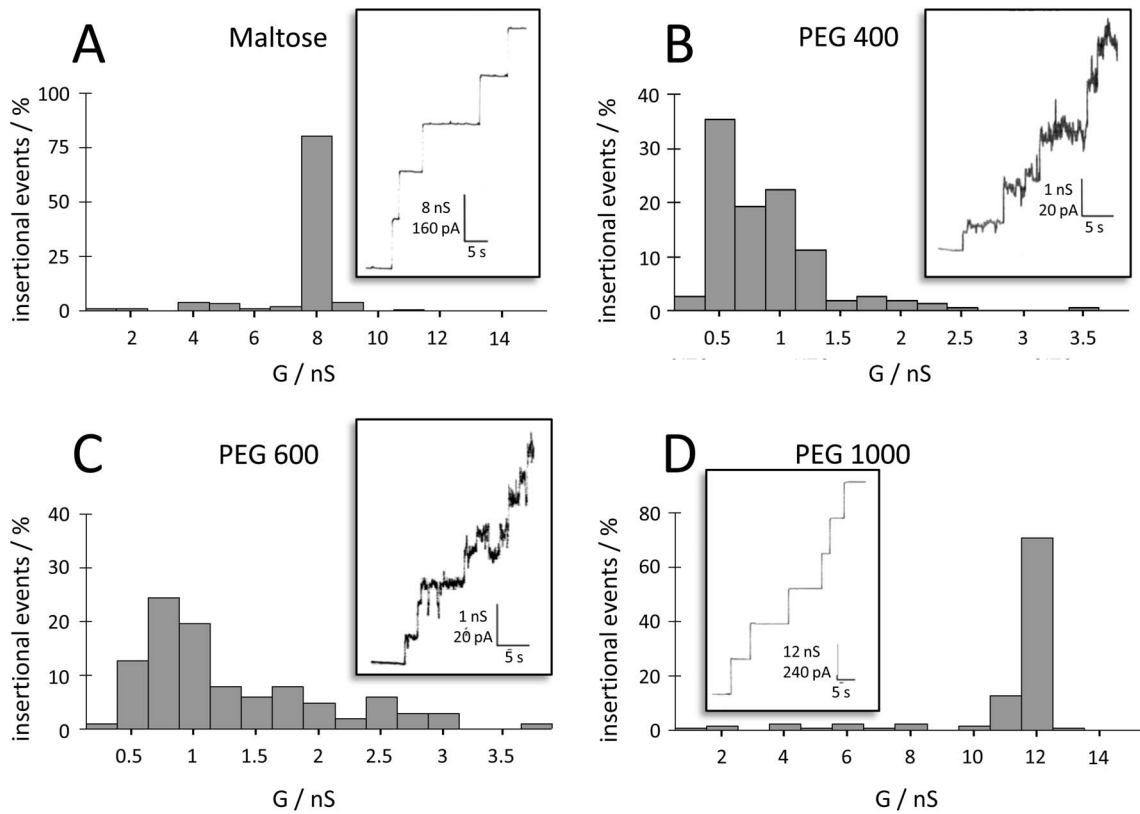 A
Maltose
insertional events / %
100
75
50
25
0
2 4 6 8 10 12 14
G / nS
8 nS
160 pA
5 s
B
PEG 400
insertional events / %
40
30
20
10
0
0.5 1 1.5 2 2.5 3 3.5
G / nS
1 nS
20 pA
5 s
C
PEG 600
insertional events / %
40
30
20
10
0
0.5 1 1.5 2 2.5 3 3.5
G / nS
1 nS
20 pA
5 s
D
PEG 1000
insertional events / %
80
60
40
20
0
2 4 6 8 10 12 14
G / nS
12 nS
240 pA
5 s